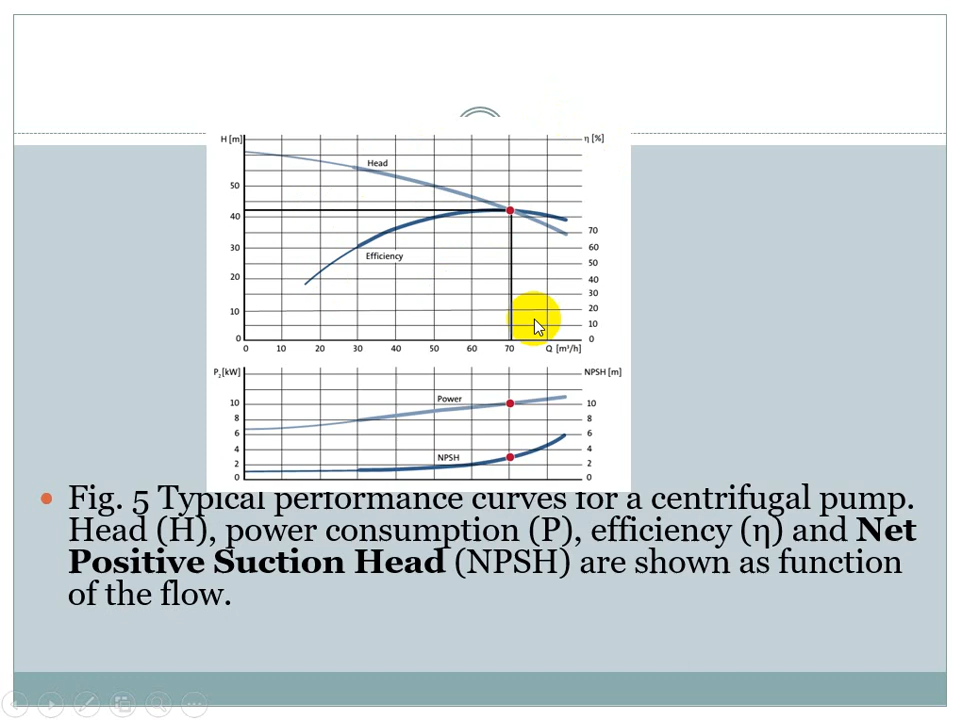 H [m]
η [%]
Head
50
40
70
30
60
Efficiency
50
20
40
30
10
20
10
0
0
0 10 20 30 40 50 60 70 Q [m³/h]
P₂[kW]
NPSH [m]
Power
10
10
8
8
6
6
4
NPSH
4
2
2
0
0
• Fig. 5 Typical performance curves for a centrifugal pump.
Head (H), power consumption (P), efficiency (η) and Net
Positive Suction Head (NPSH) are shown as function
of the flow.